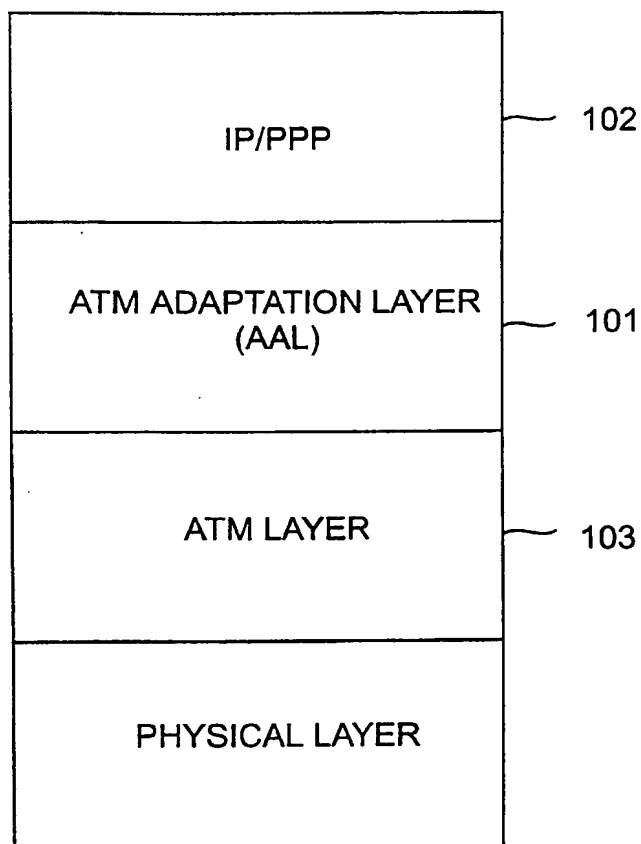 IP/PPP
102
ATM ADAPTATION LAYER
(AAL)
101
ATM LAYER
103
PHYSICAL LAYER